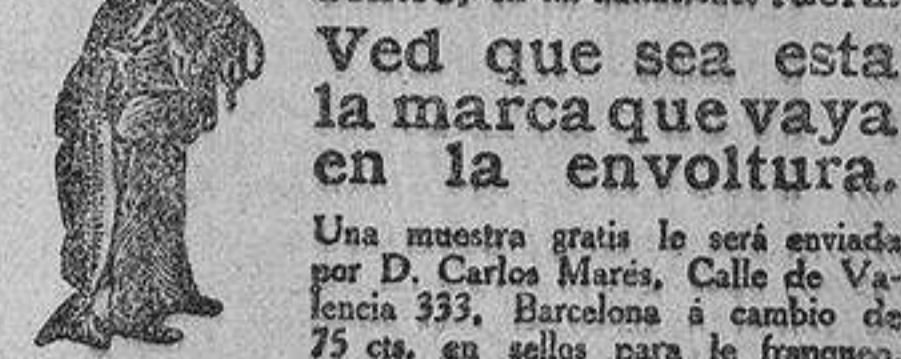 Ved que sea esta
la marca que vaya
en la envoltura.
Una muestra gratis le será enviada
por D. Carlos Marés, Calle de Va-
lencia 333, Barcelona á cambio de
75 cts. en sellos para le franqueo.